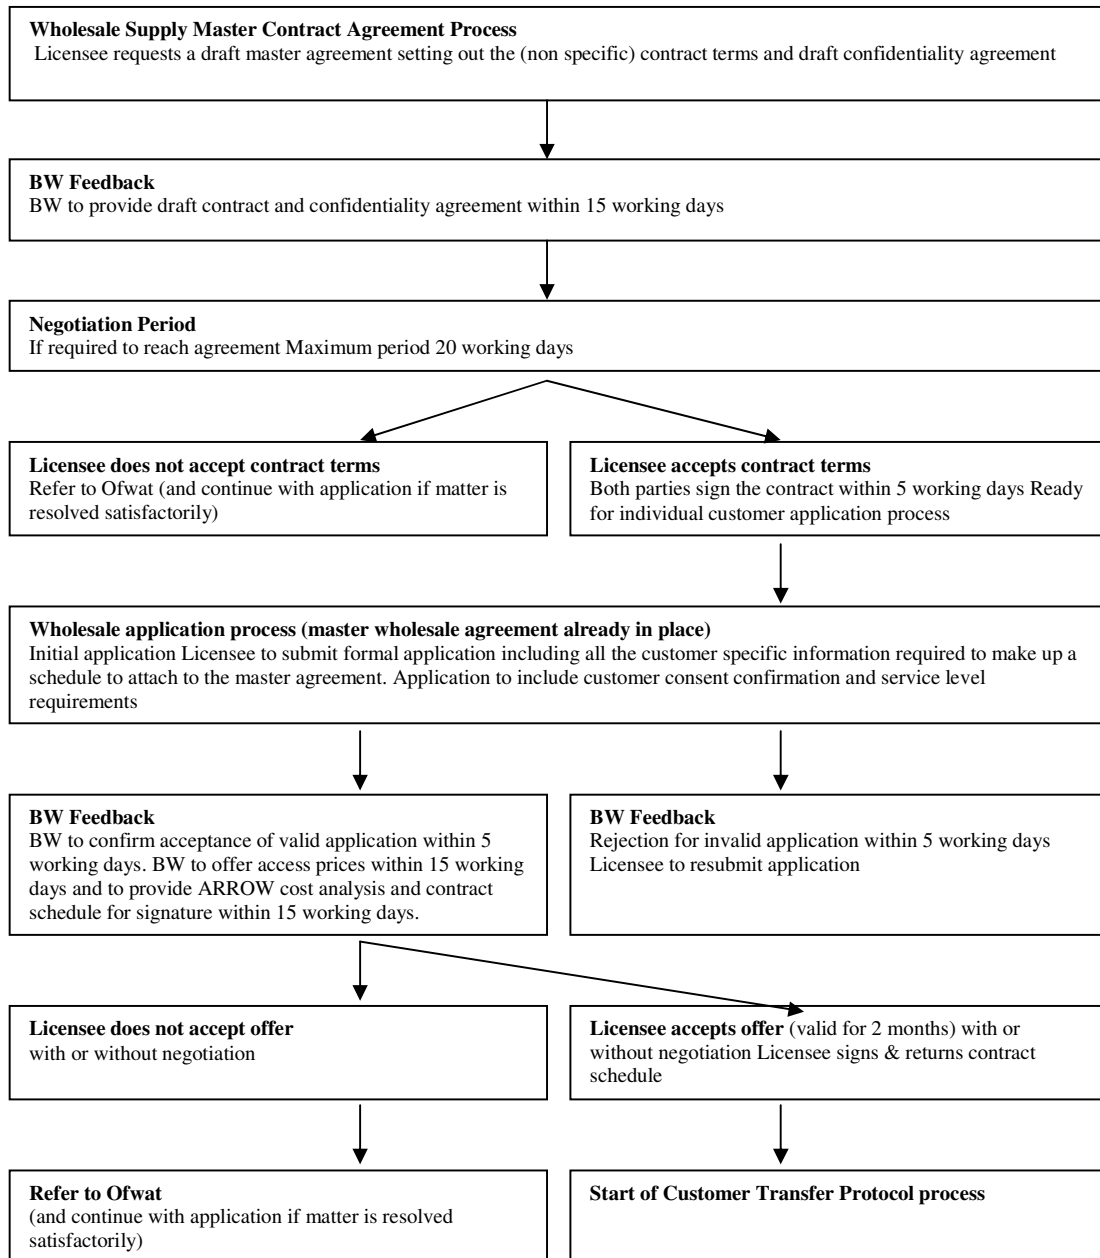 Wholesale Supply Master Contract Agreement Process
Licensee requests a draft master agreement setting out the (non specific) contract terms and draft confidentiality agreement
BW Feedback
BW to provide draft contract and confidentiality agreement within 15 working days
Negotiation Period
If required to reach agreement Maximum period 20 working days
Licensee does not accept contract terms
Refer to Ofwat (and continue with application if matter is
resolved satisfactorily)
Licensee accepts contract terms
Both parties sign the contract within 5 working days Ready
for individual customer application process
Wholesale application process (master wholesale agreement already in place)
Initial application Licensee to submit formal application including all the customer specific information required to make up a
schedule to attach to the master agreement. Application to include customer consent confirmation and service level
requirements
BW Feedback
BW to confirm acceptance of valid application within 5
working days. BW to offer access prices within 15 working
days and to provide ARROW cost analysis and contract
schedule for signature within 15 working days.
BW Feedback
Rejection for invalid application within 5 working days
Licensee to resubmit application
Licensee does not accept offer
with or without negotiation
Licensee accepts offer (valid for 2 months) with or
without negotiation Licensee signs & returns contract
schedule
Refer to Ofwat
(and continue with application if matter is resolved
satisfactorily)
Start of Customer Transfer Protocol process